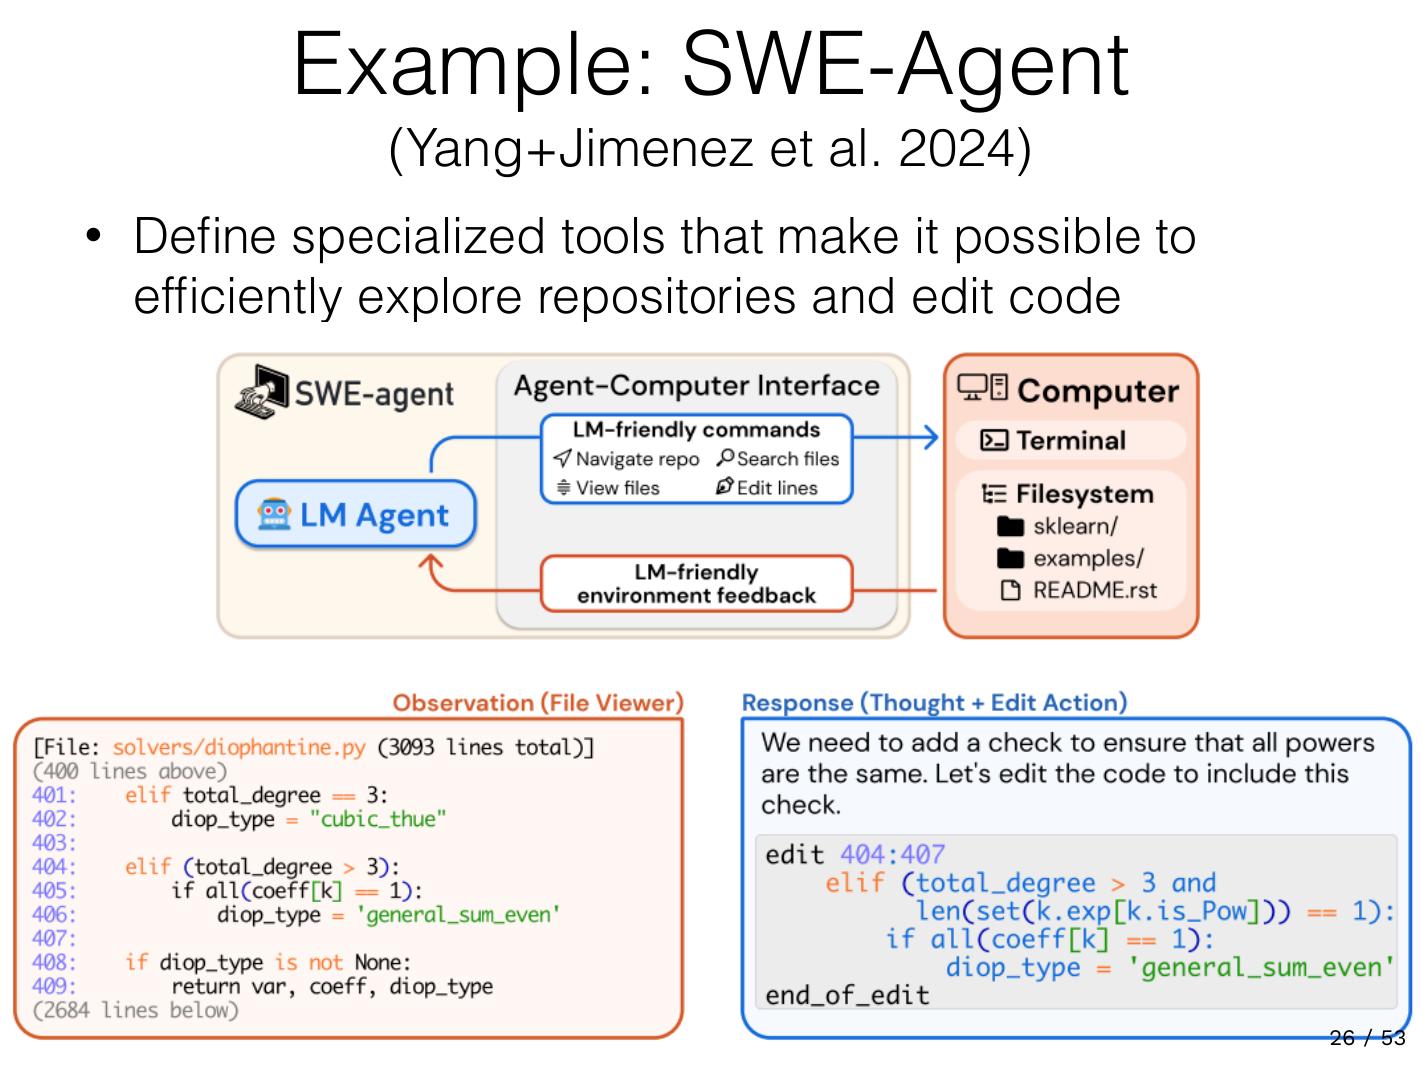 Example: SWE-Agent
(Yang+Jimenez et al. 2024)
• Define specialized tools that make it possible to
efficiently explore repositories and edit code
SWE-agent
LM Agent
Agent-Computer Interface
LM-friendly commands
Navigate repo Search files
View files Edit lines
LM-friendly
environment feedback
Computer
Terminal
Filesystem
sklearn/
examples/
README.rst
Observation (File Viewer)
[File: solvers/diophantine.py (3093 lines total)]
(400 lines above)
401:    elif total_degree == 3:
402:        diop_type = "cubic_thue"
403:
404:    elif (total_degree > 3):
405:        if all(coeff[k] == 1):
406:            diop_type = 'general_sum_even'
407:
408:    if diop_type is not None:
409:        return var, coeff, diop_type
(2684 lines below)
Response (Thought + Edit Action)
We need to add a check to ensure that all powers
are the same. Let's edit the code to include this
check.
edit 404:407
    elif (total_degree > 3 and
          len(set(k.exp[k.is_Pow])) == 1):
        if all(coeff[k] == 1):
            diop_type = 'general_sum_even'
end_of_edit
26 / 53